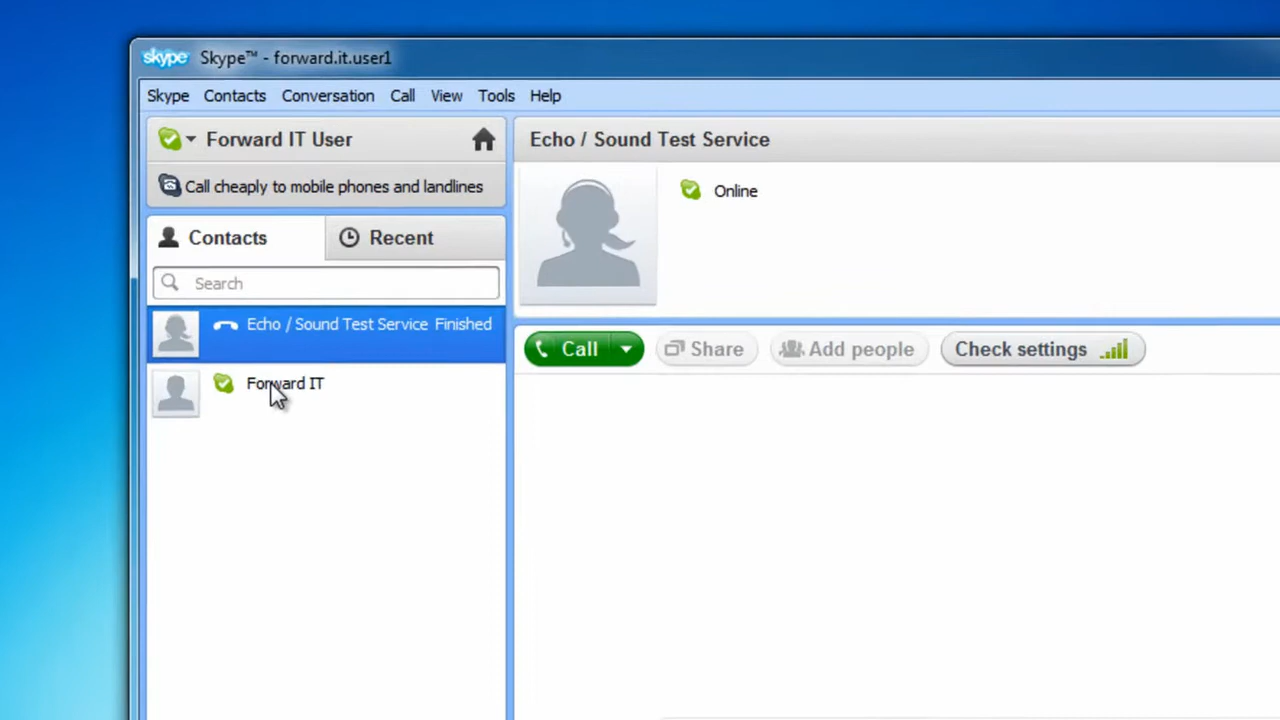 skype Skype™ - forward.it.user1
Skype Contacts Conversation Call View Tools Help
Forward IT User
Call cheaply to mobile phones and landlines
Contacts Recent
Search
Echo / Sound Test Service Finished
Forward IT
Echo / Sound Test Service
Online
Call Share Add people Check settings